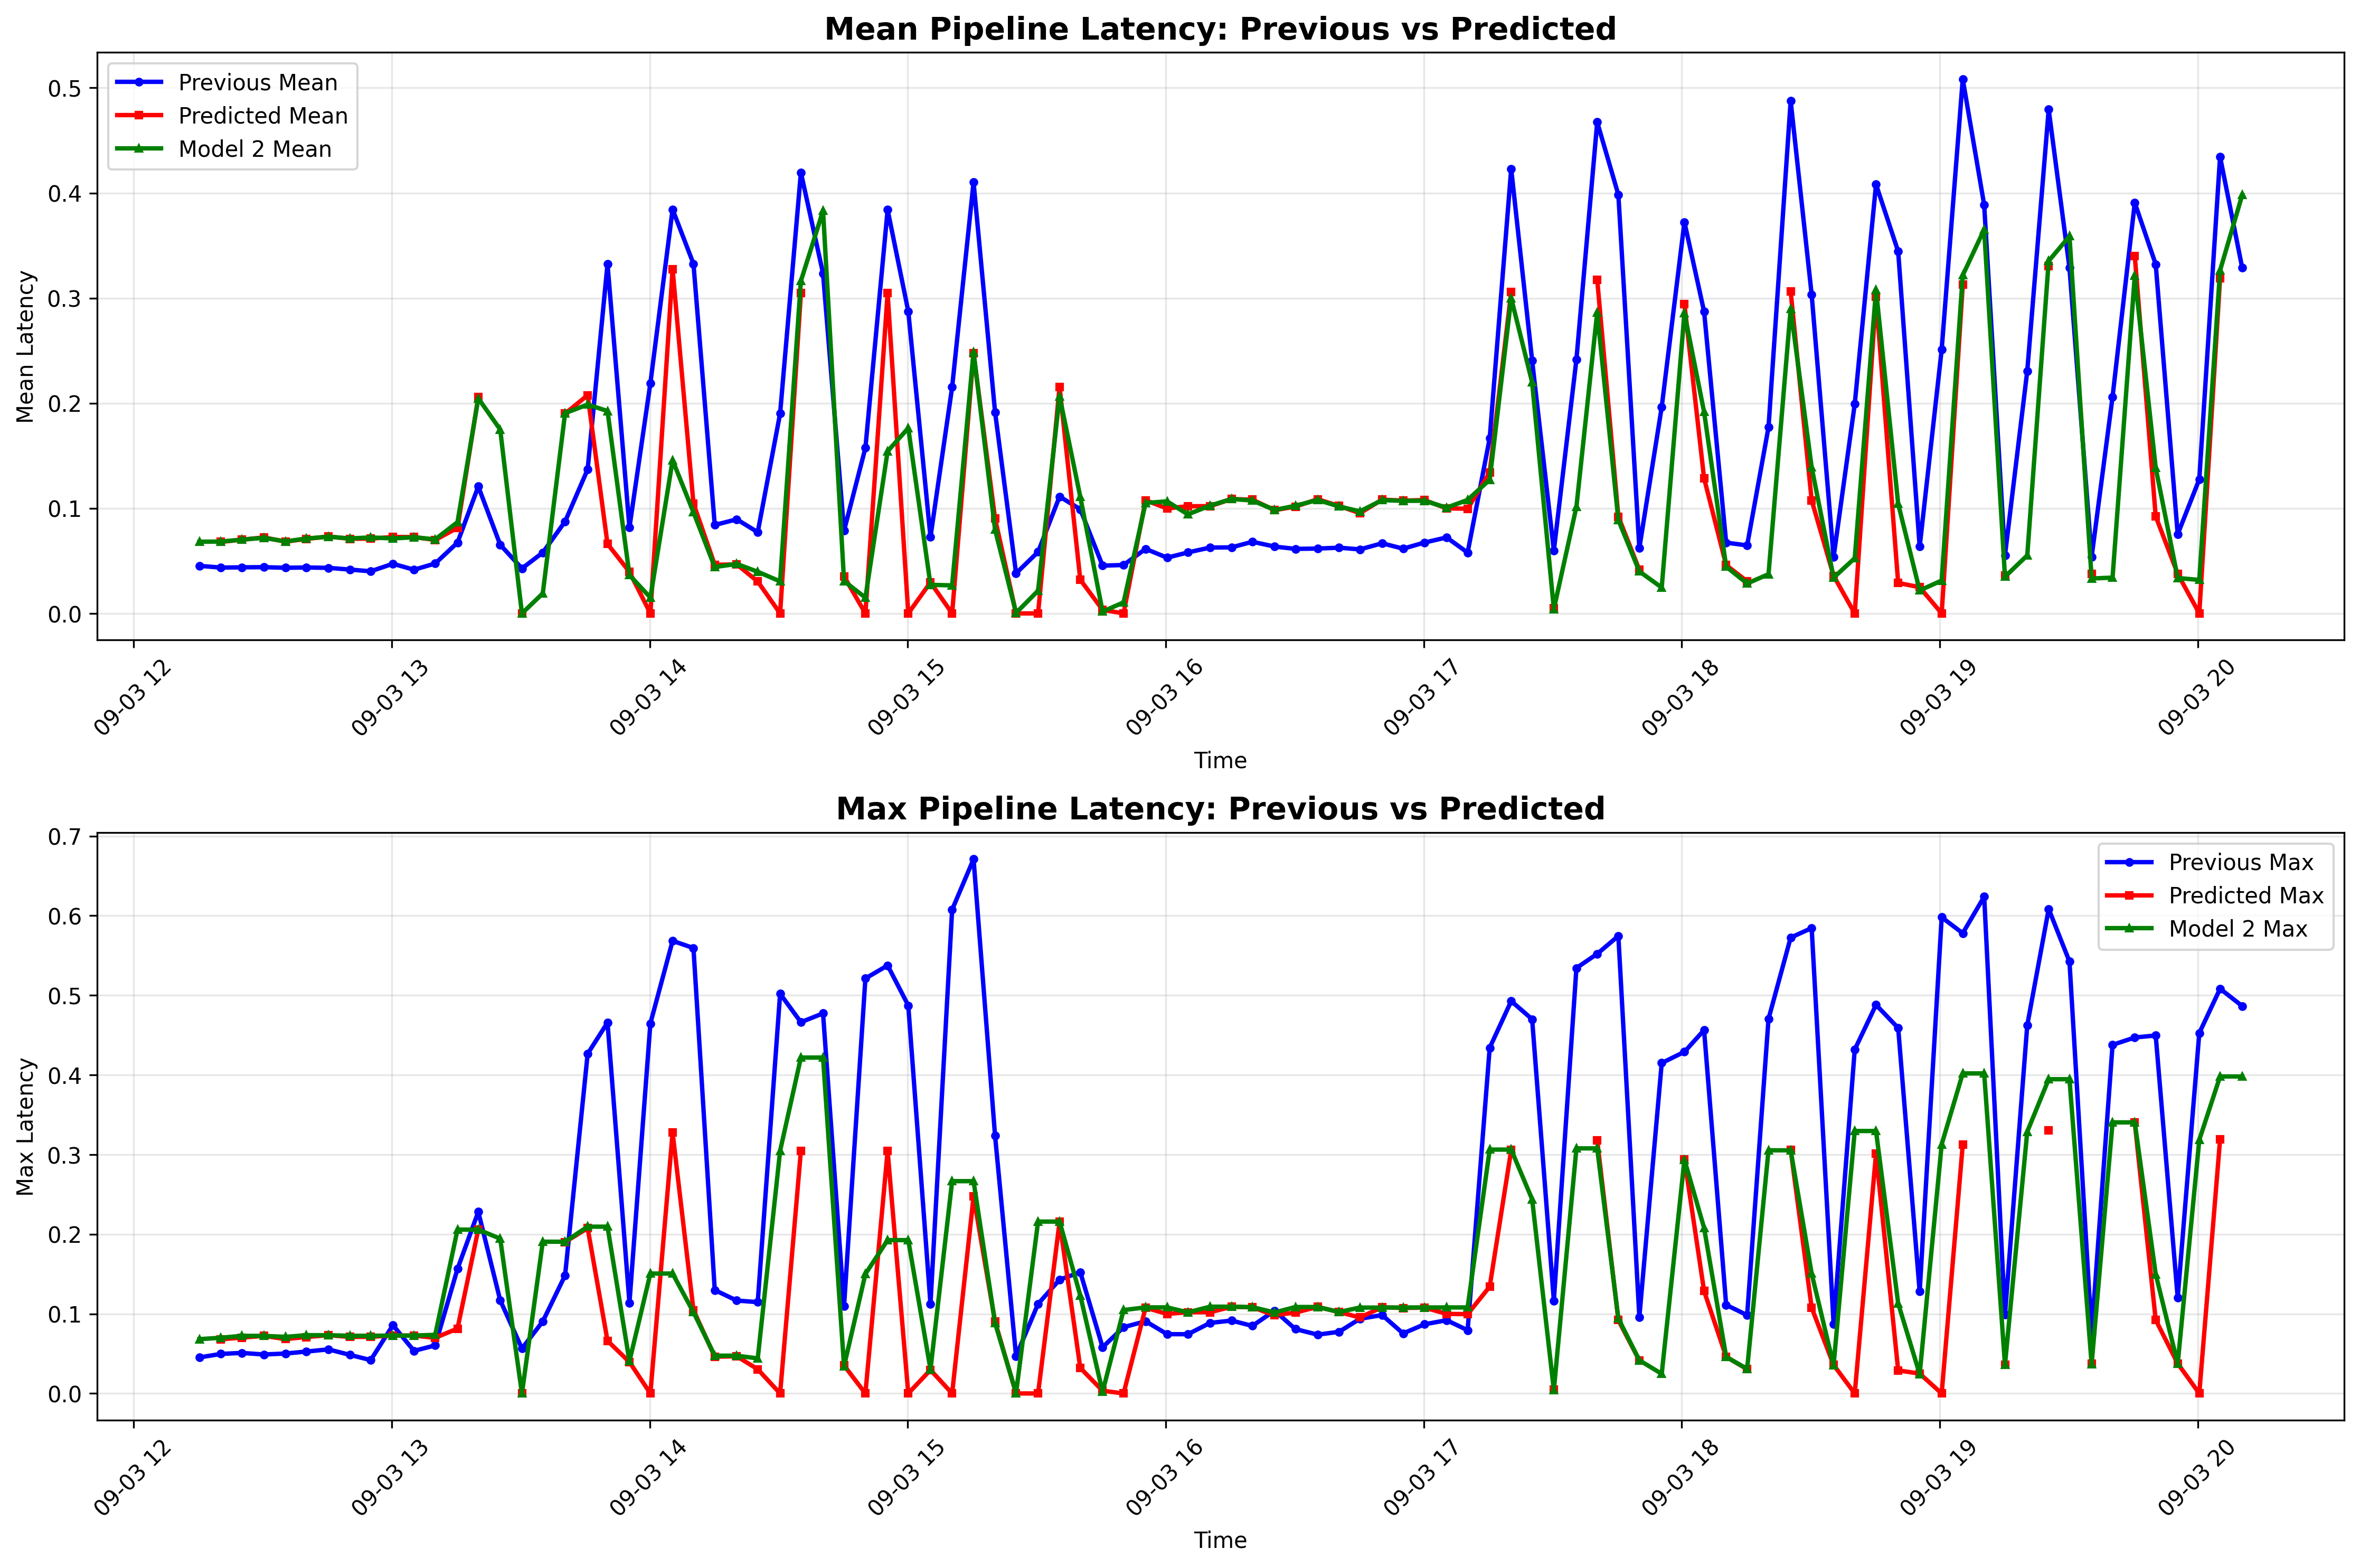 Mean Pipeline Latency: Previous vs Predicted
Previous Mean
Predicted Mean
Model 2 Mean
Mean Latency
0.5
0.4
0.3
0.2
0.1
0.0
09-03 12
09-03 13
09-03 14
09-03 15
09-03 16
09-03 17
09-03 18
09-03 19
09-03 20
Time
Max Pipeline Latency: Previous vs Predicted
Previous Max
Predicted Max
Model 2 Max
Max Latency
0.7
0.6
0.5
0.4
0.3
0.2
0.1
0.0
09-03 12
09-03 13
09-03 14
09-03 15
09-03 16
09-03 17
09-03 18
09-03 19
09-03 20
Time